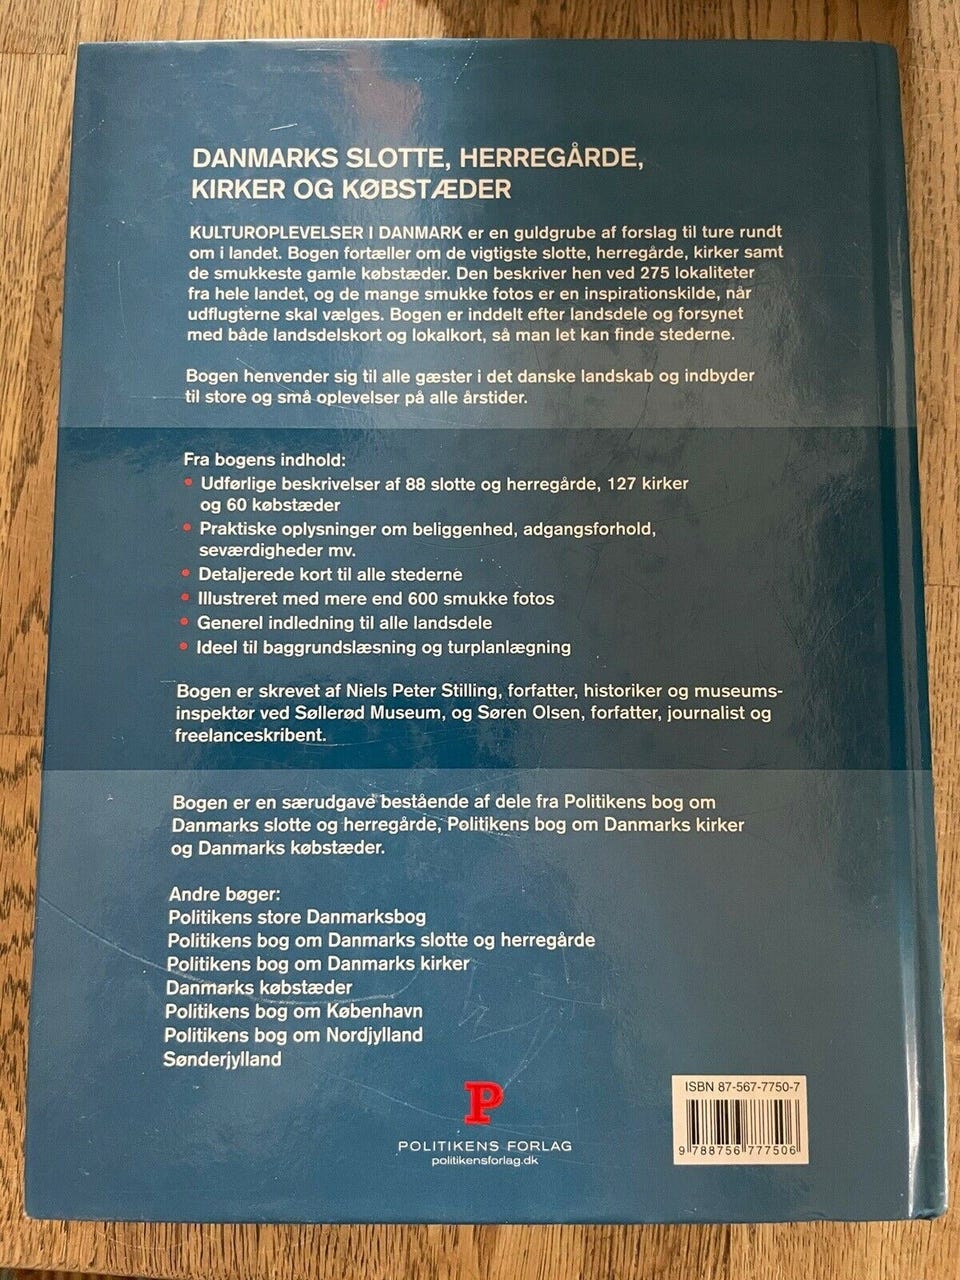 DANMARKS SLOTTE, HERREGÅRDE,
KIRKER OG KØBSTÆDER
KULTUROPLEVELSER I DANMARK er en guldgrube af forslag til ture rundt
om i landet. Bogen fortæller om de vigtigste slotte, herregårde, kirker samt
de smukkeste gamle købstæder. Den beskriver hen ved 275 lokaliteter
fra hele landet, og de mange smukke fotos er en inspirationskilde, når
udflugterne skal vælges. Bogen er inddelt efter landsdele og forsynet
med både landsdelskort og lokalkort, så man let kan finde stederne.
Bogen henvender sig til alle gæster i det danske landskab og indbyder
til store og små oplevelser på alle årstider.
Fra bogens indhold:
• Udførlige beskrivelser af 88 slotte og herregårde, 127 kirker
og 60 købstæder
• Praktiske oplysninger om beliggenhed, adgangsforhold,
seværdigheder mv.
• Detaljerede kort til alle stederne
• Illustreret med mere end 600 smukke fotos
• Generel indledning til alle landsdele
• Ideel til baggrundslæsning og turplanlægning
Bogen er skrevet af Niels Peter Stilling, forfatter, historiker og museums-
inspektør ved Søllerød Museum, og Søren Olsen, forfatter, journalist og
freelanceskribent.
Bogen er en særudgave bestående af dele fra Politikens bog om
Danmarks slotte og herregårde, Politikens bog om Danmarks kirker
og Danmarks købstæder.
Andre bøger:
Politikens store Danmarksbog
Politikens bog om Danmarks slotte og herregårde
Politikens bog om Danmarks kirker
Danmarks købstæder
Politikens bog om København
Politikens bog om Nordjylland
Sønderjylland
P
POLITIKENS FORLAG
politikensforlag.dk
ISBN 87-567-7750-7
9 788756 777506